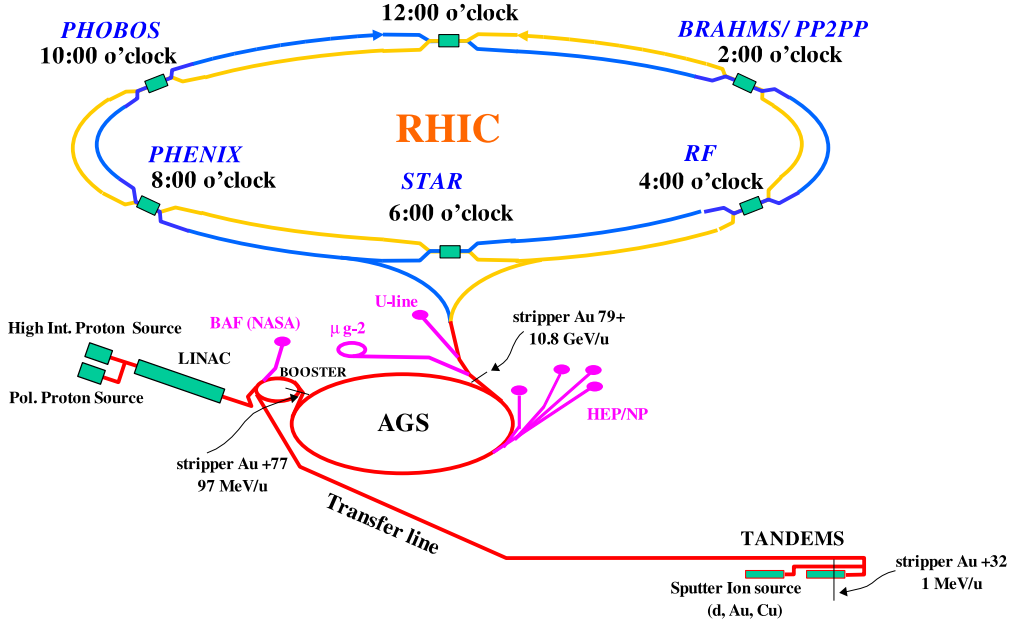 12:00 o'clock
PHOBOS
10:00 o'clock
BRAHMS/ PP2PP
2:00 o'clock
RHIC
PHENIX
8:00 o'clock
STAR
6:00 o'clock
RF
4:00 o'clock
High Int. Proton Source
Pol. Proton Source
LINAC
BAF (NASA)
BOOSTER
μ g-2
U-line
stripper Au 79+
10.8 GeV/u
AGS
HEP/NP
stripper Au +77
97 MeV/u
Transfer line
TANDEMS
Sputter Ion source
(d, Au, Cu)
stripper Au +32
1 MeV/u